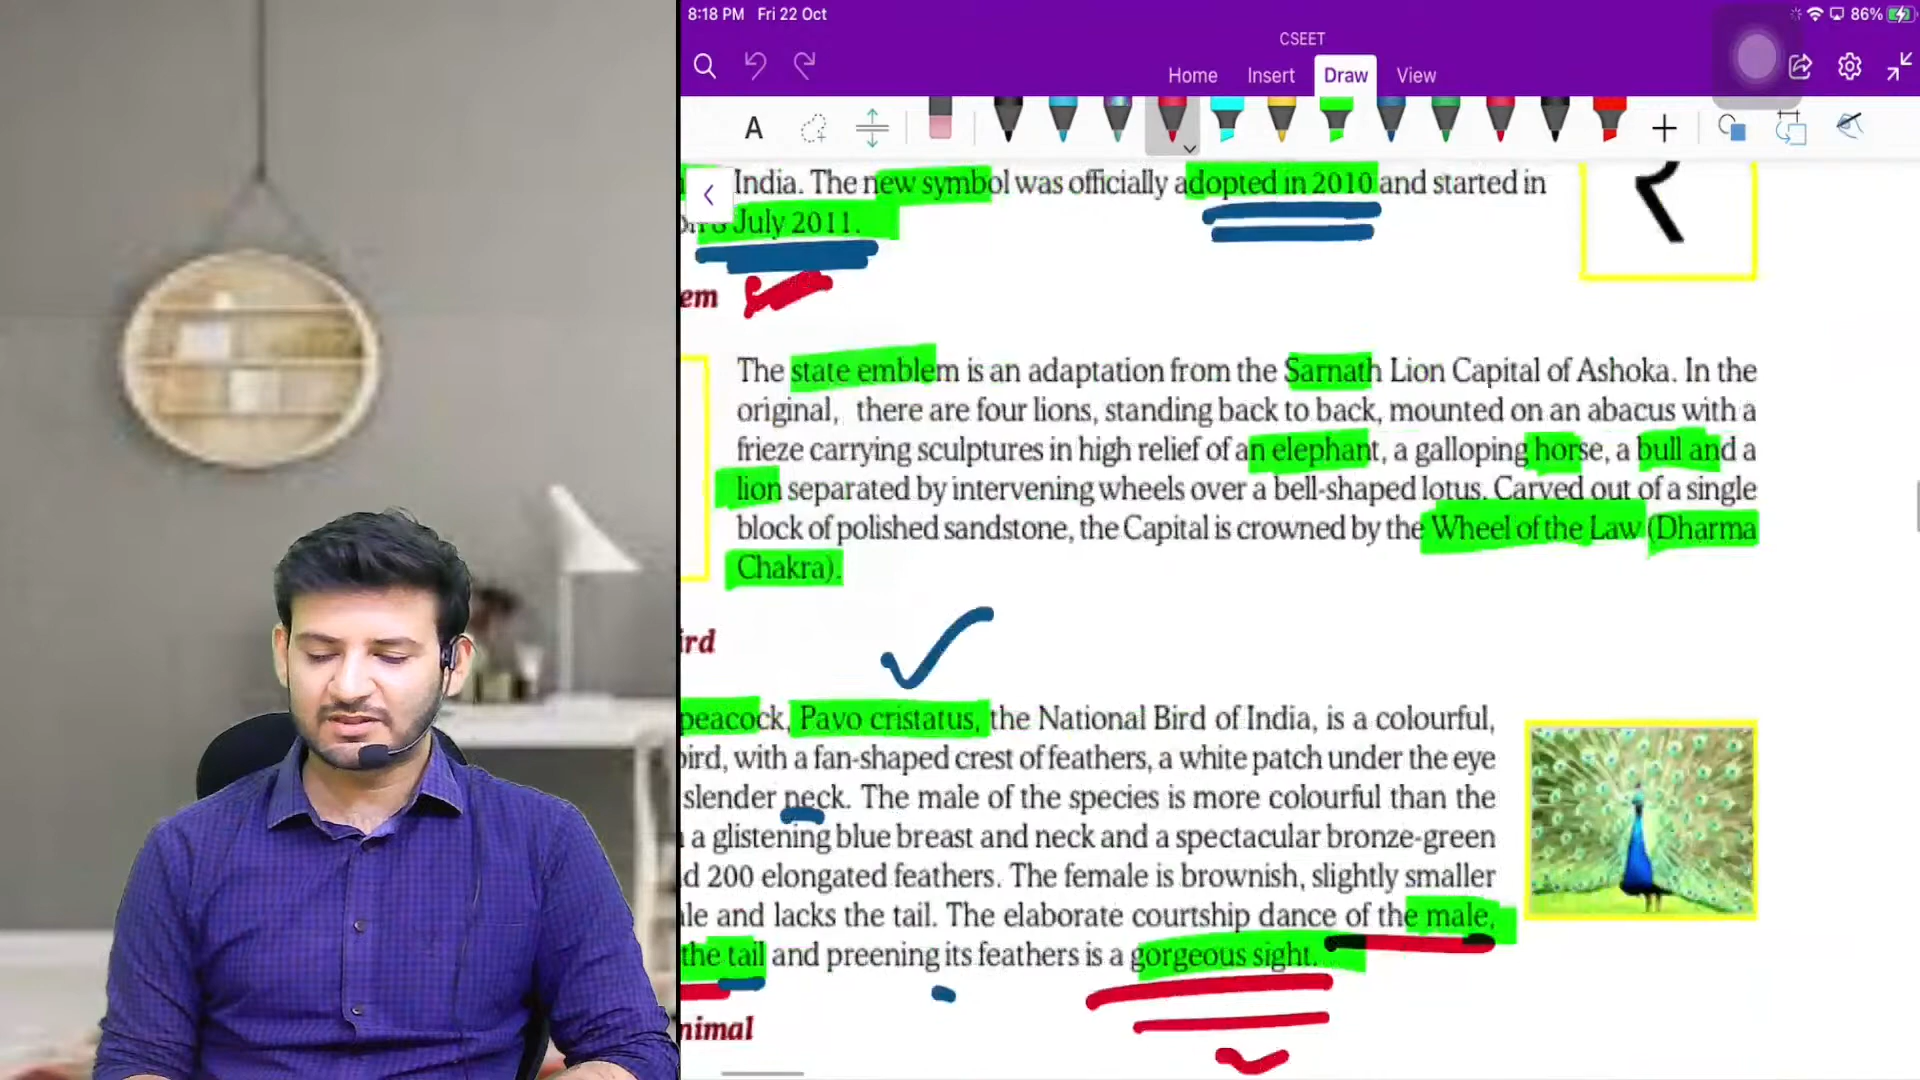 8:18 PM Fri 22 Oct
86%
CSEET
Home Insert Draw View
A
India. The new symbol was officially adopted in 2010 and started in
July 2011.
em
The state emblem is an adaptation from the Sarnath Lion Capital of Ashoka. In the
original, there are four lions, standing back to back, mounted on an abacus with a
frieze carrying sculptures in high relief of an elephant, a galloping horse, a bull and a
lion separated by intervening wheels over a bell-shaped lotus. Carved out of a single
block of polished sandstone, the Capital is crowned by the Wheel of the Law (Dharma
Chakra).
ird
peacock, Pavo cristatus, the National Bird of India, is a colourful,
bird, with a fan-shaped crest of feathers, a white patch under the eye
slender neck. The male of the species is more colourful than the
a glistening blue breast and neck and a spectacular bronze-green
d 200 elongated feathers. The female is brownish, slightly smaller
le and lacks the tail. The elaborate courtship dance of the male,
the tail and preening its feathers is a gorgeous sight.
nimal